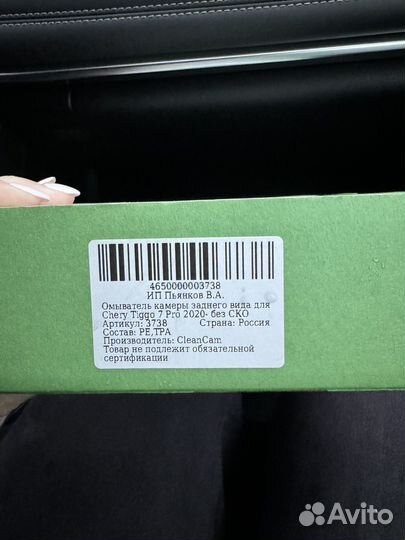 4650000003738
ИП Пьянков В.А.
Омыватель камеры заднего вида для
Chery Tiggo 7 Pro 2020- без СКО
Артикул: 3738 Страна: Россия
Состав: PE,TPA
Производитель: CleanCam
Товар не подлежит обязательной
сертификации
Avito